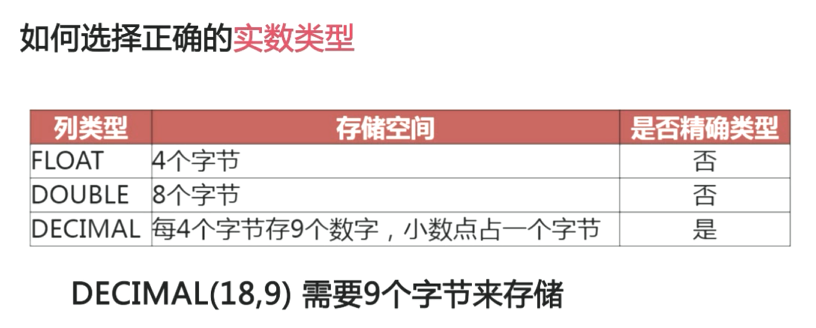 如何选择正确的实数类型
列类型 存储空间 是否精确类型
FLOAT 4个字节 否
DOUBLE 8个字节 否
DECIMAL 每4个字节存9个数字，小数点占一个字节 是
DECIMAL(18,9) 需要9个字节来存储